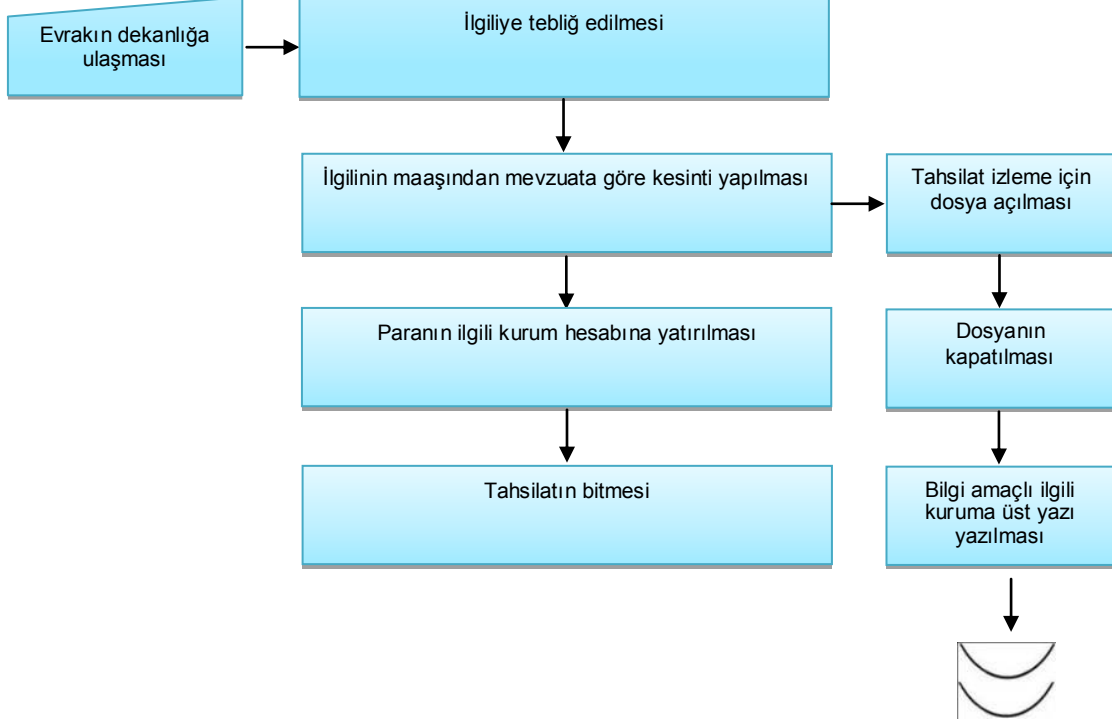 Evrakın dekanlığa
ulaşması
İlgiliye tebliğ edilmesi
İlgilinin maaşından mevzuata göre kesinti yapılması
Tahsilat izleme için
dosya açılması
Paranın ilgili kurum hesabına yatırılması
Dosyanın
kapatılması
Tahsilatın bitmesi
Bilgi amaçlı ilgili
kuruma üst yazı
yazılması